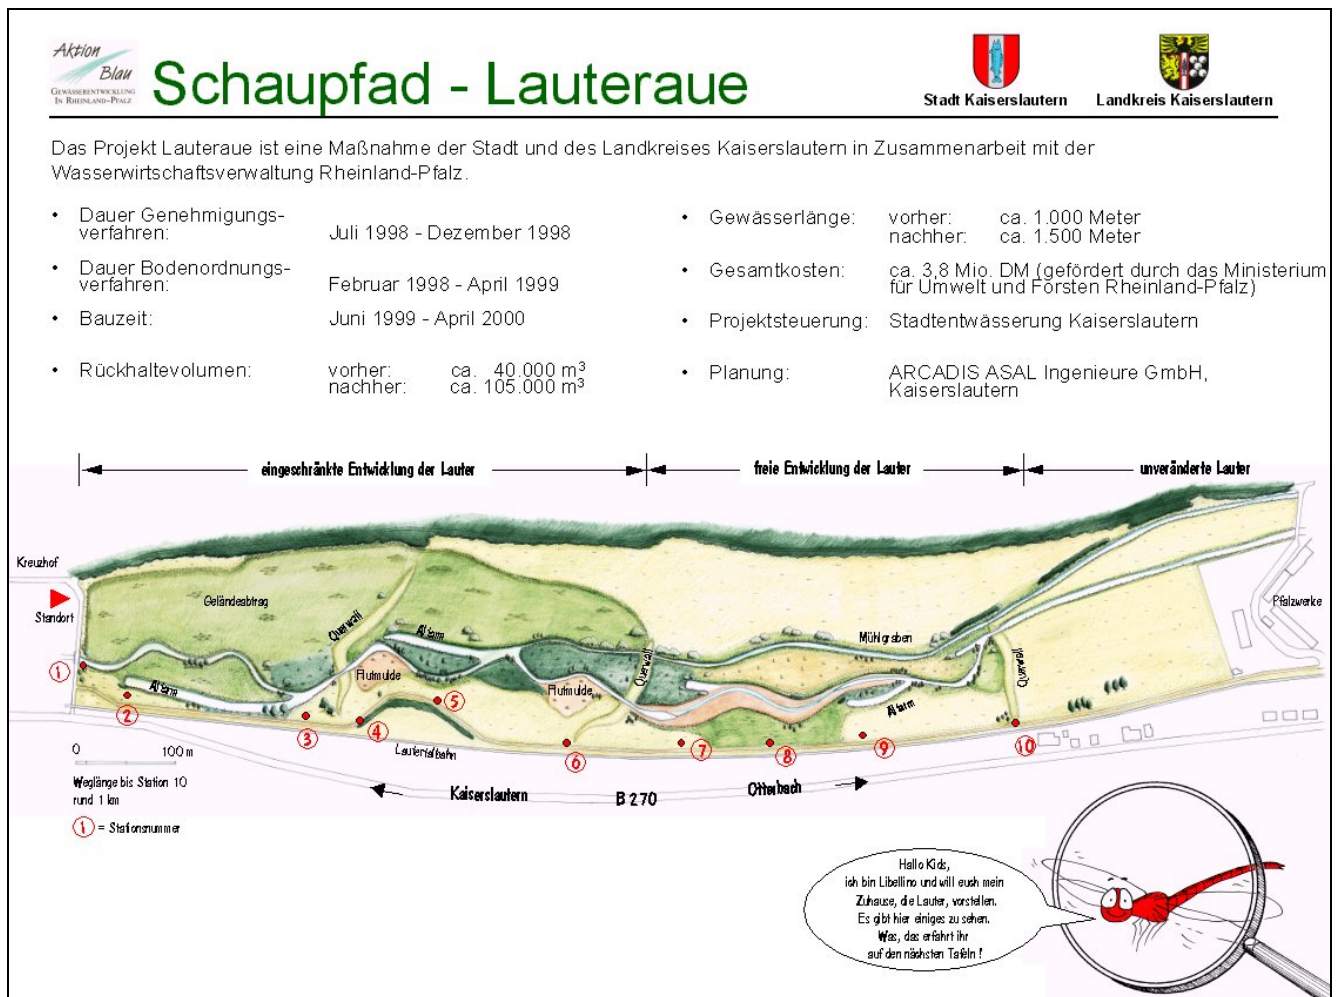 Aktion
Blau
GEWÄSSERENTWICKLUNG
IN RHEINLAND-PFALZ
Schaupfad - Lauteraue
Stadt Kaiserslautern
Landkreis Kaiserslautern
Das Projekt Lauteraue ist eine Maßnahme der Stadt und des Landkreises Kaiserslautern in Zusammenarbeit mit der
Wasserwirtschaftsverwaltung Rheinland-Pfalz.
• Dauer Genehmigungs-
verfahren: Juli 1998 - Dezember 1998
• Dauer Bodenordnungs-
verfahren: Februar 1998 - April 1999
• Bauzeit: Juni 1999 - April 2000
• Rückhaltevolumen: vorher: ca. 40.000 m³
nachher: ca. 105.000 m³
• Gewässerlänge: vorher: ca. 1.000 Meter
nachher: ca. 1.500 Meter
• Gesamtkosten: ca. 3,8 Mio. DM (gefördert durch das Ministerium
für Umwelt und Forsten Rheinland-Pfalz)
• Projektsteuerung: Stadtentwässerung Kaiserslautern
• Planung: ARCADIS ASAL Ingenieure GmbH,
Kaiserslautern
eingeschränkte Entwicklung der Lauter
freie Entwicklung der Lauter
unveränderte Lauter
Kreuzhof
Standort
Geländeabtrag
Querwall
Altarm
Mühlgraben
Pfalzwerke
Querwall
Querwall
Flutmulde
Flutmulde
Altarm
Altarm
1
2
3
4
5
6
7
8
9
10
Lautertalbahn
0 100 m
Weglänge bis Station 10
rund 1 km
1 = Stationsnummer
Kaiserslautern
B 270
Otterbach
Hallo Kids,
ich bin Libellino und will euch mein
Zuhause, die Lauter, vorstellen.
Es gibt hier einiges zu sehen.
Was, das erfahrt ihr
auf den nächsten Tafeln !